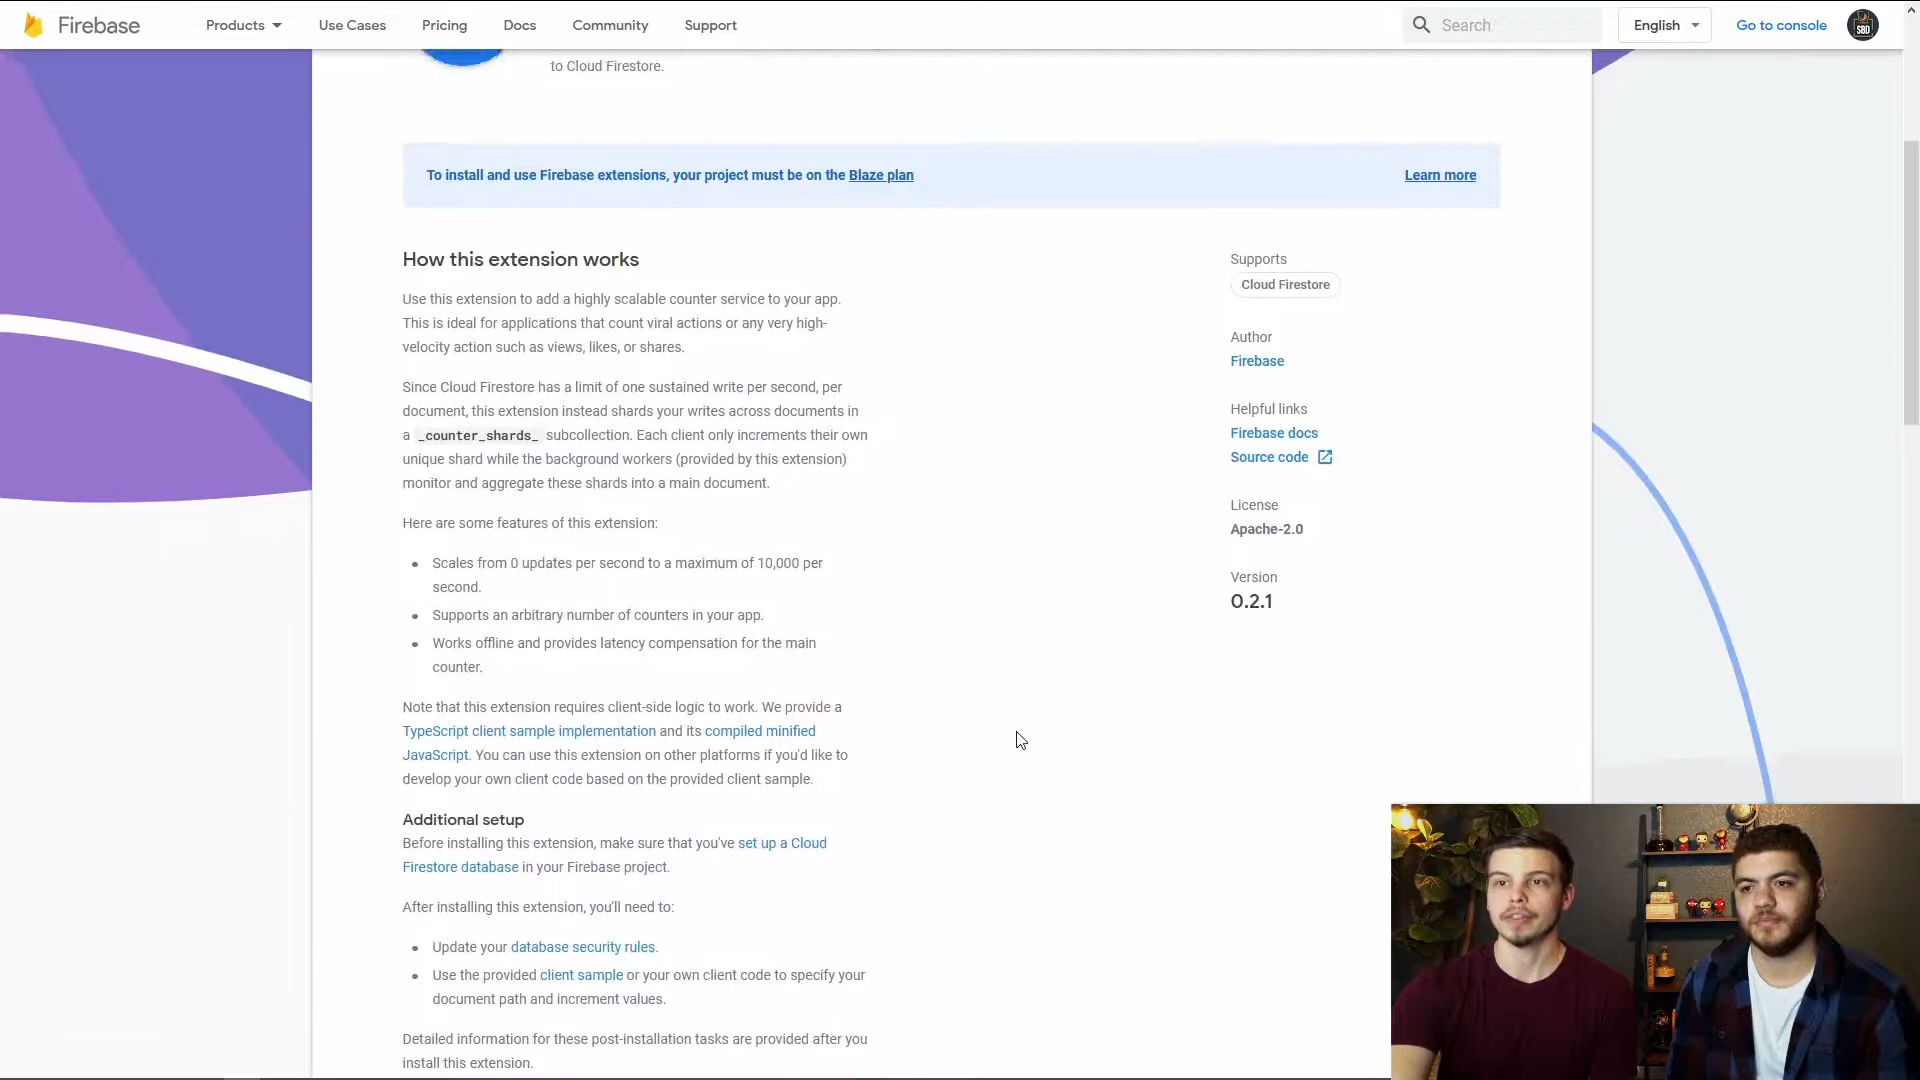 Firebase
Products
Use Cases
Pricing
Docs
Community
Support
Search
English
Go to console
SBD
to Cloud Firestore.
To install and use Firebase extensions, your project must be on the Blaze plan
Learn more
How this extension works
Use this extension to add a highly scalable counter service to your app.
This is ideal for applications that count viral actions or any very high-
velocity action such as views, likes, or shares.
Since Cloud Firestore has a limit of one sustained write per second, per
document, this extension instead shards your writes across documents in
a _counter_shards_ subcollection. Each client only increments their own
unique shard while the background workers (provided by this extension)
monitor and aggregate these shards into a main document.
Here are some features of this extension:
Scales from 0 updates per second to a maximum of 10,000 per
second.
Supports an arbitrary number of counters in your app.
Works offline and provides latency compensation for the main
counter.
Note that this extension requires client-side logic to work. We provide a
TypeScript client sample implementation and its compiled minified
JavaScript. You can use this extension on other platforms if you'd like to
develop your own client code based on the provided client sample.
Additional setup
Before installing this extension, make sure that you've set up a Cloud
Firestore database in your Firebase project.
After installing this extension, you'll need to:
Update your database security rules.
Use the provided client sample or your own client code to specify your
document path and increment values.
Detailed information for these post-installation tasks are provided after you
install this extension.
Supports
Cloud Firestore
Author
Firebase
Helpful links
Firebase docs
Source code
License
Apache-2.0
Version
0.2.1